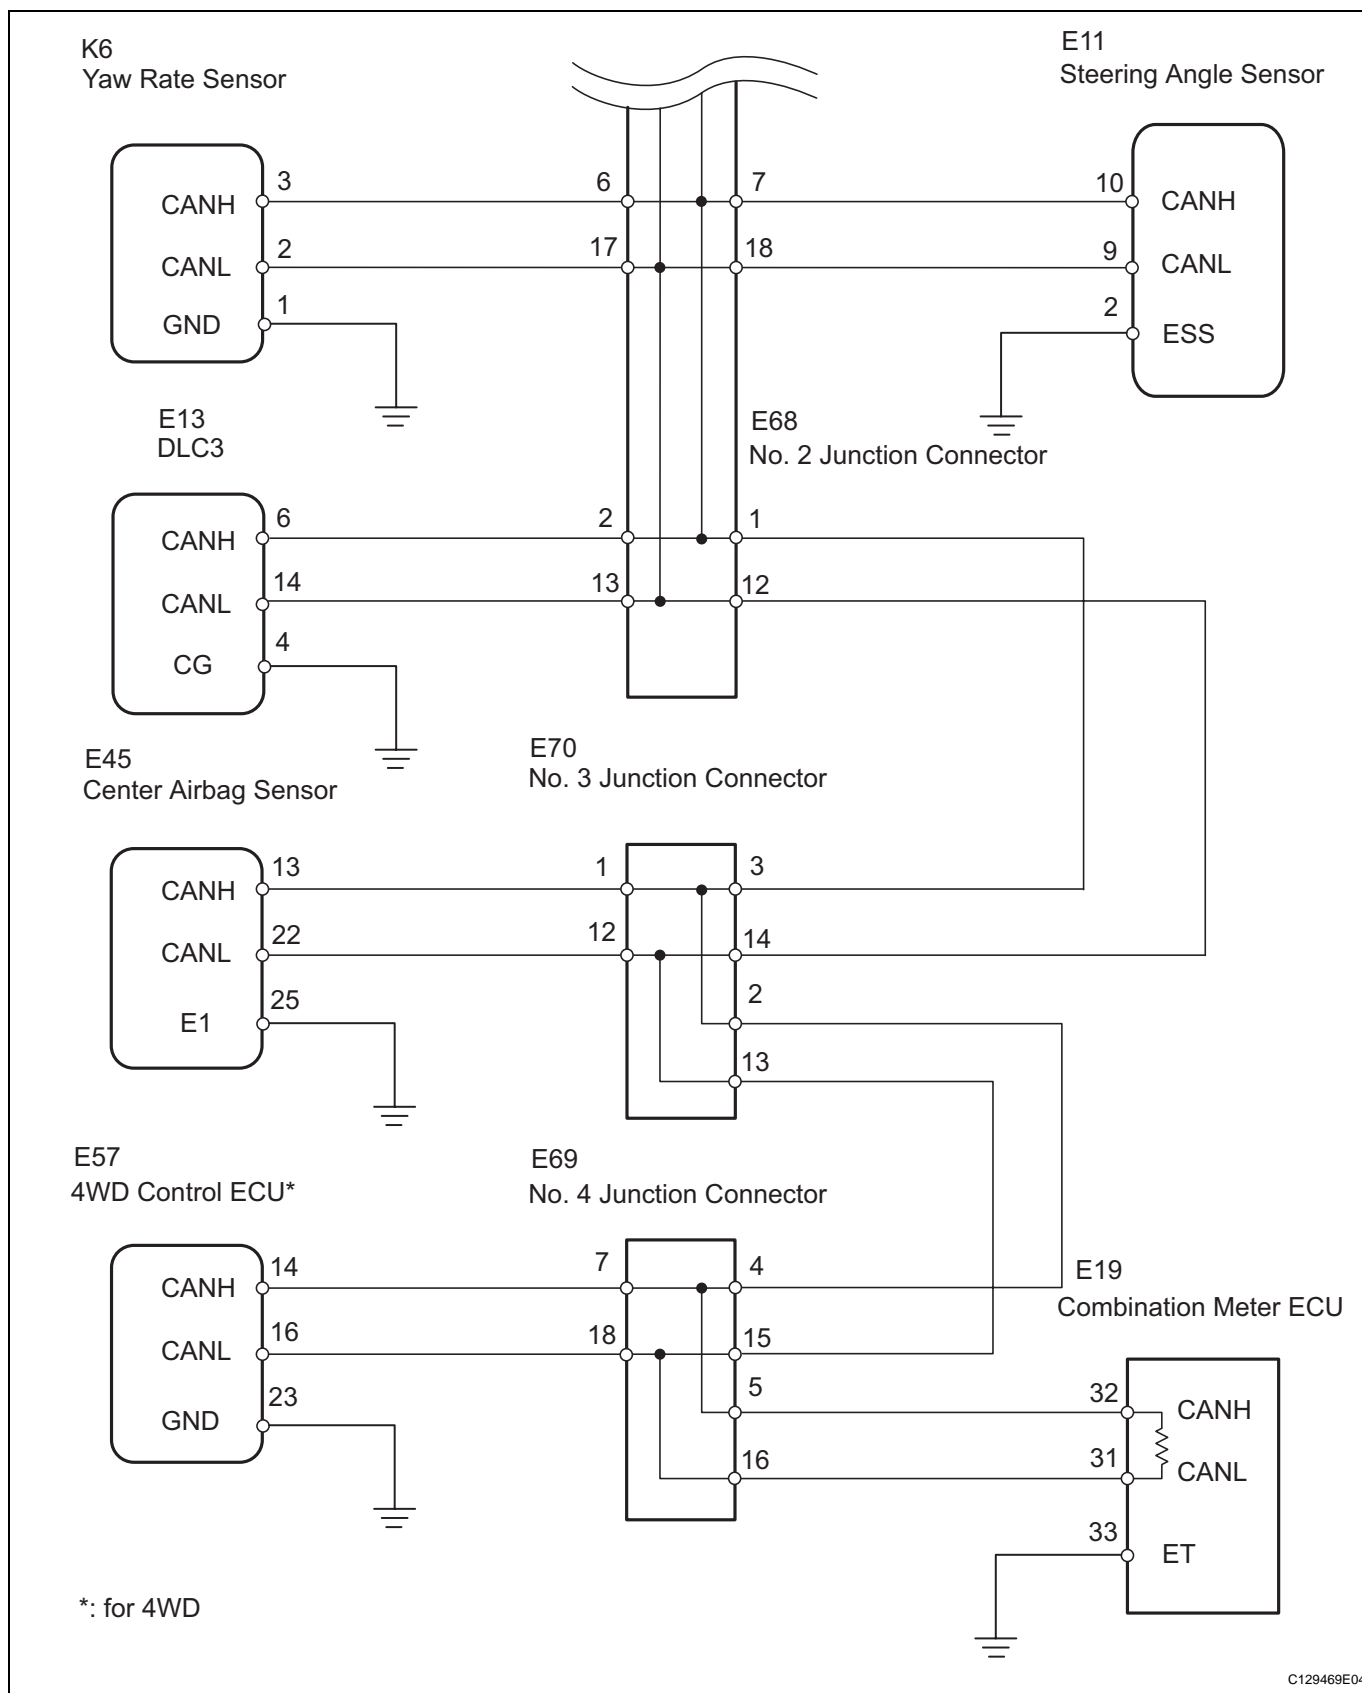 K6
Yaw Rate Sensor
E11
Steering Angle Sensor
3
6
7
10
CANH
CANH
2
17
18
9
CANL
CANL
1
2
GND
ESS
E13
DLC3
E68
No. 2 Junction Connector
6
2
1
CANH
14
13
12
CANL
4
CG
E45
Center Airbag Sensor
E70
No. 3 Junction Connector
13
1
3
CANH
22
12
14
CANL
25
2
E1
13
E57
4WD Control ECU*
E69
No. 4 Junction Connector
14
7
4
CANH
E19
Combination Meter ECU
16
18
15
CANL
23
5
32
GND
CANH
16
31
CANL
33
ET
*: for 4WD
C129469E04